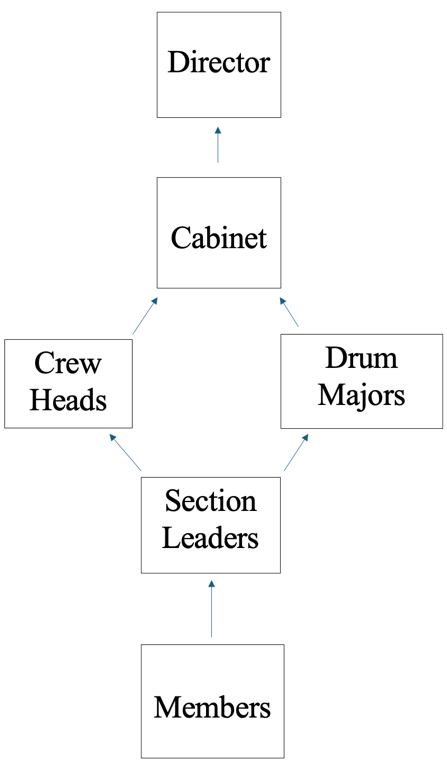 Director
Cabinet
Crew
Heads
Drum
Majors
Section
Leaders
Members